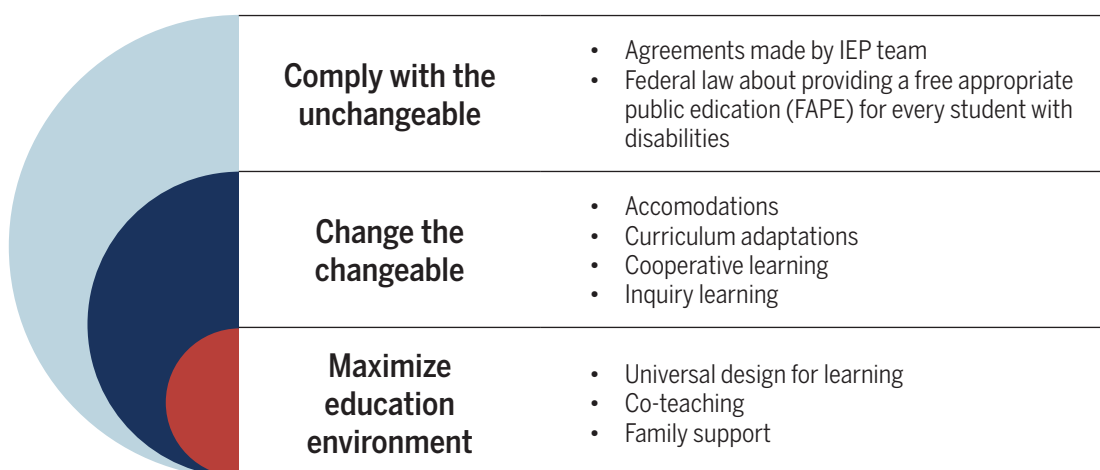 Comply with the
unchangeable
• Agreements made by IEP team
• Federal law about providing a free appropriate
public edication (FAPE) for every student with
disabilities
Change the
changeable
• Accomodations
• Curriculum adaptations
• Cooperative learning
• Inquiry learning
Maximize
education
environment
• Universal design for learning
• Co-teaching
• Family support